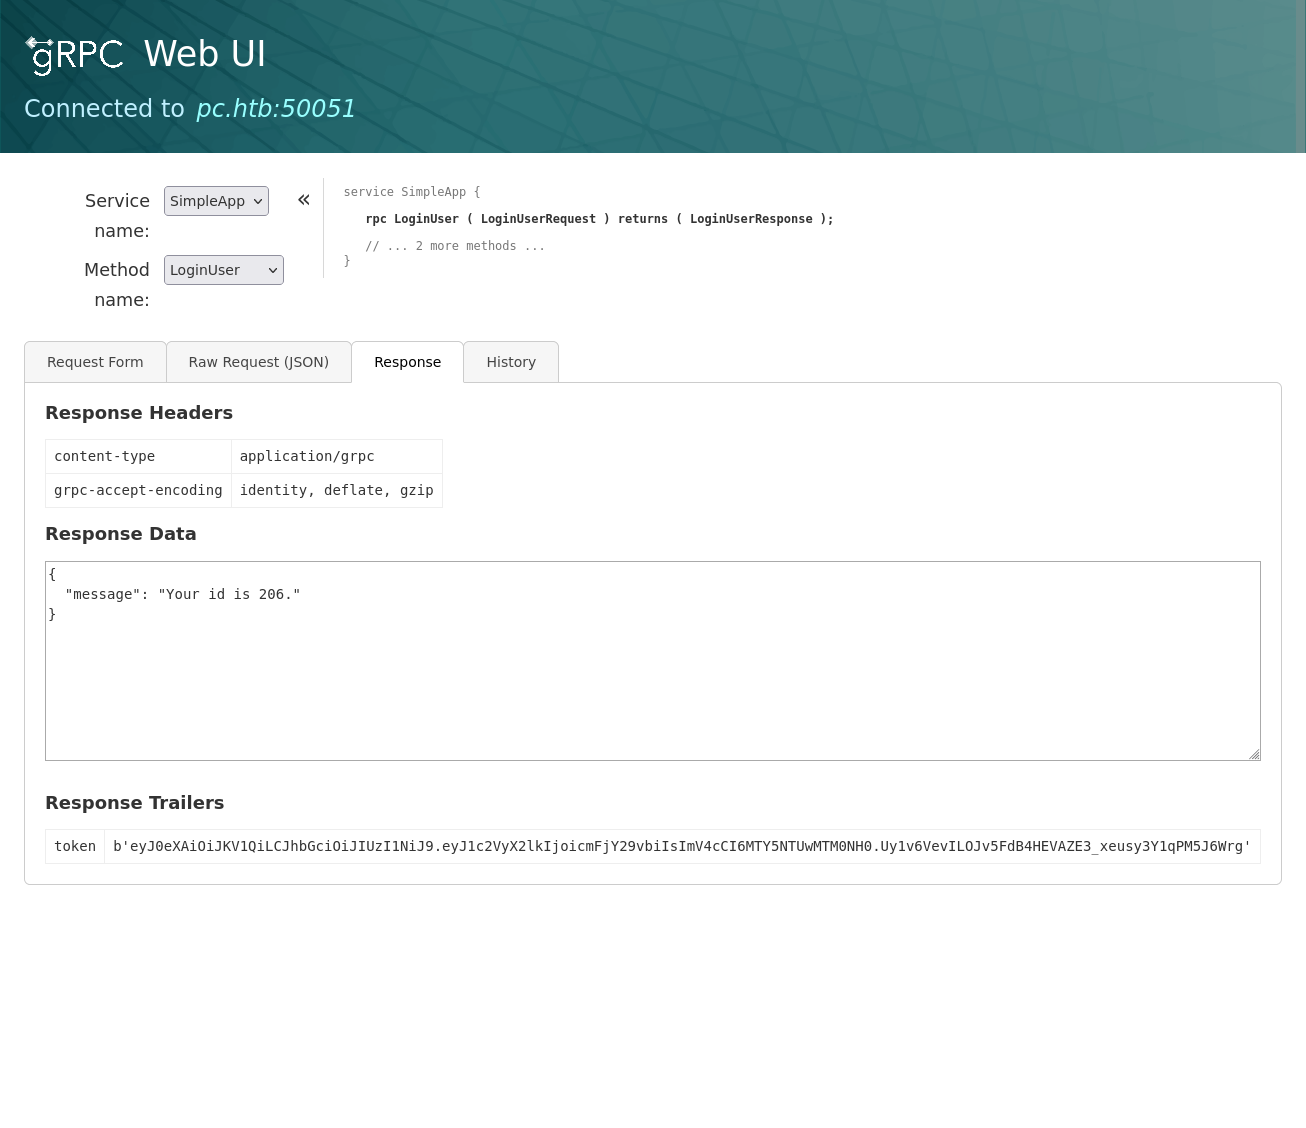 gRPC Web UI
Connected to pc.htb:50051
Service name:
SimpleApp
«
Method name:
LoginUser
service SimpleApp {
rpc LoginUser ( LoginUserRequest ) returns ( LoginUserResponse );
// ... 2 more methods ...
}
Request Form
Raw Request (JSON)
Response
History
Response Headers
content-type application/grpc
grpc-accept-encoding identity, deflate, gzip
Response Data
{
"message": "Your id is 206."
}
Response Trailers
token b'eyJ0eXAiOiJKV1QiLCJhbGciOiJIUzI1NiJ9.eyJ1c2VyX2lkIjoicmFjY29vbiIsImV4cCI6MTY5NTUwMTM0NH0.Uy1v6VevILOJv5FdB4HEVAZE3_xeusy3Y1qPM5J6Wrg'